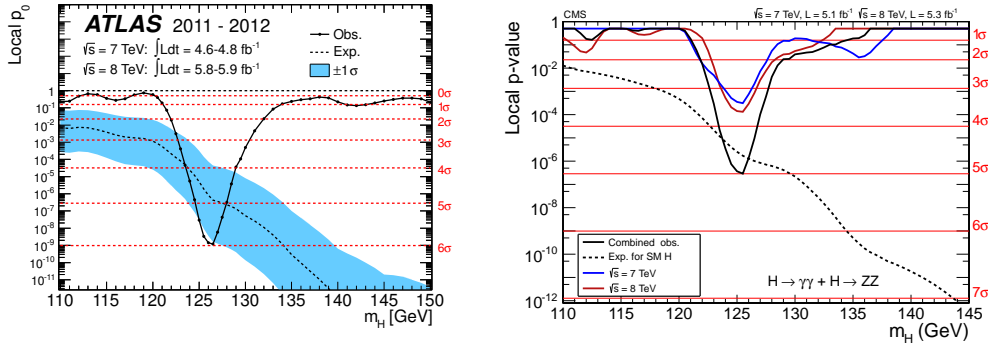 ATLAS 2011 - 2012
√s = 7 TeV: ∫Ldt = 4.6-4.8 fb⁻¹
√s = 8 TeV: ∫Ldt = 5.8-5.9 fb⁻¹
Obs.
Exp.
±1σ
Local p₀
1
10⁻¹
10⁻²
10⁻³
10⁻⁴
10⁻⁵
10⁻⁶
10⁻⁷
10⁻⁸
10⁻⁹
10⁻¹⁰
10⁻¹¹
0σ
1σ
2σ
3σ
4σ
5σ
6σ
110 115 120 125 130 135 140 145 150
m_H [GeV]
CMS
√s = 7 TeV, L = 5.1 fb⁻¹ √s = 8 TeV, L = 5.3 fb⁻¹
Local p-value
1
10⁻²
10⁻⁴
10⁻⁶
10⁻⁸
10⁻¹⁰
10⁻¹²
1σ
2σ
3σ
4σ
5σ
6σ
7σ
Combined obs.
Exp. for SM H
√s = 7 TeV
√s = 8 TeV
H → γγ + H → ZZ
110 115 120 125 130 135 140 145
m_H (GeV)